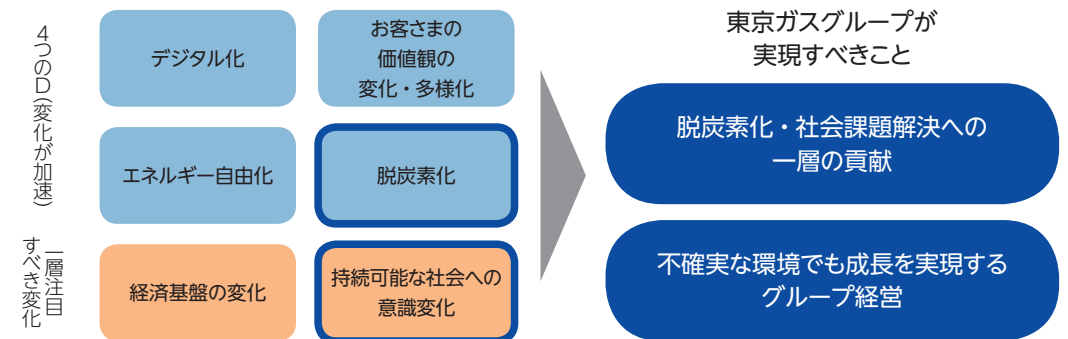 4つのD(変化が加速)
デジタル化
お客さまの
価値観の
変化・多様化
エネルギー自由化
脱炭素化
一層注目
すべき変化
経済基盤の変化
持続可能な社会への
意識変化
東京ガスグループが
実現すべきこと
脱炭素化・社会課題解決への
一層の貢献
不確実な環境でも成長を実現する
グループ経営